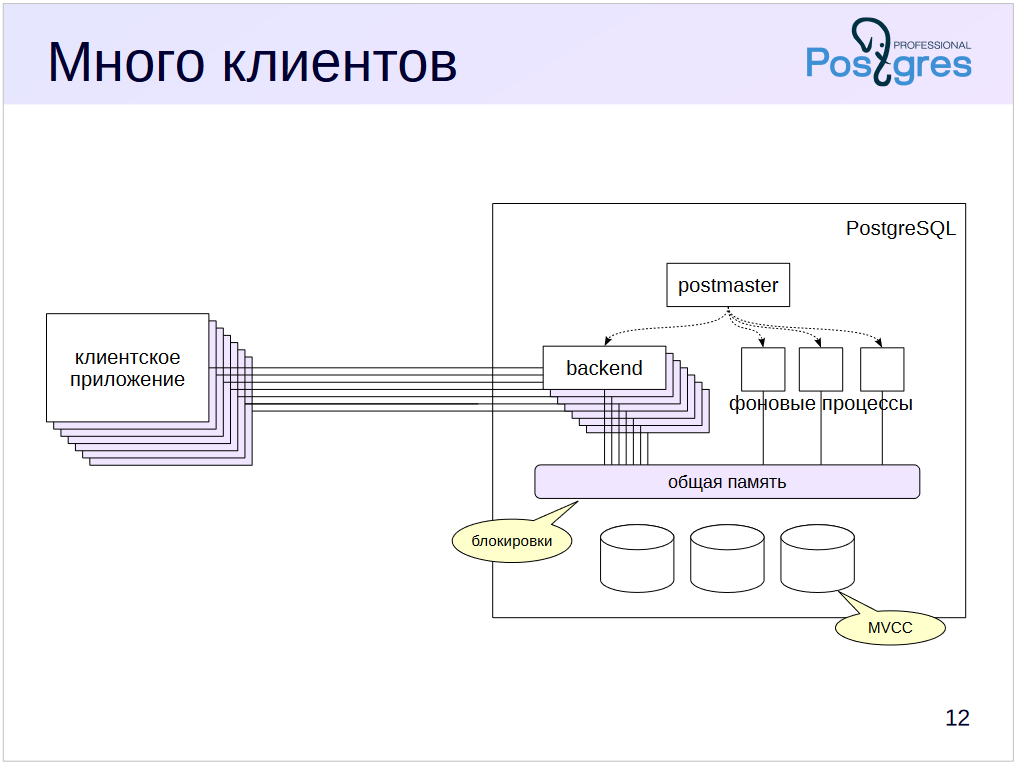 Много клиентов
PROFESSIONAL
Postgres
PostgreSQL
postmaster
клиентское
приложение
backend
фоновые процессы
общая память
блокировки
MVCC
12